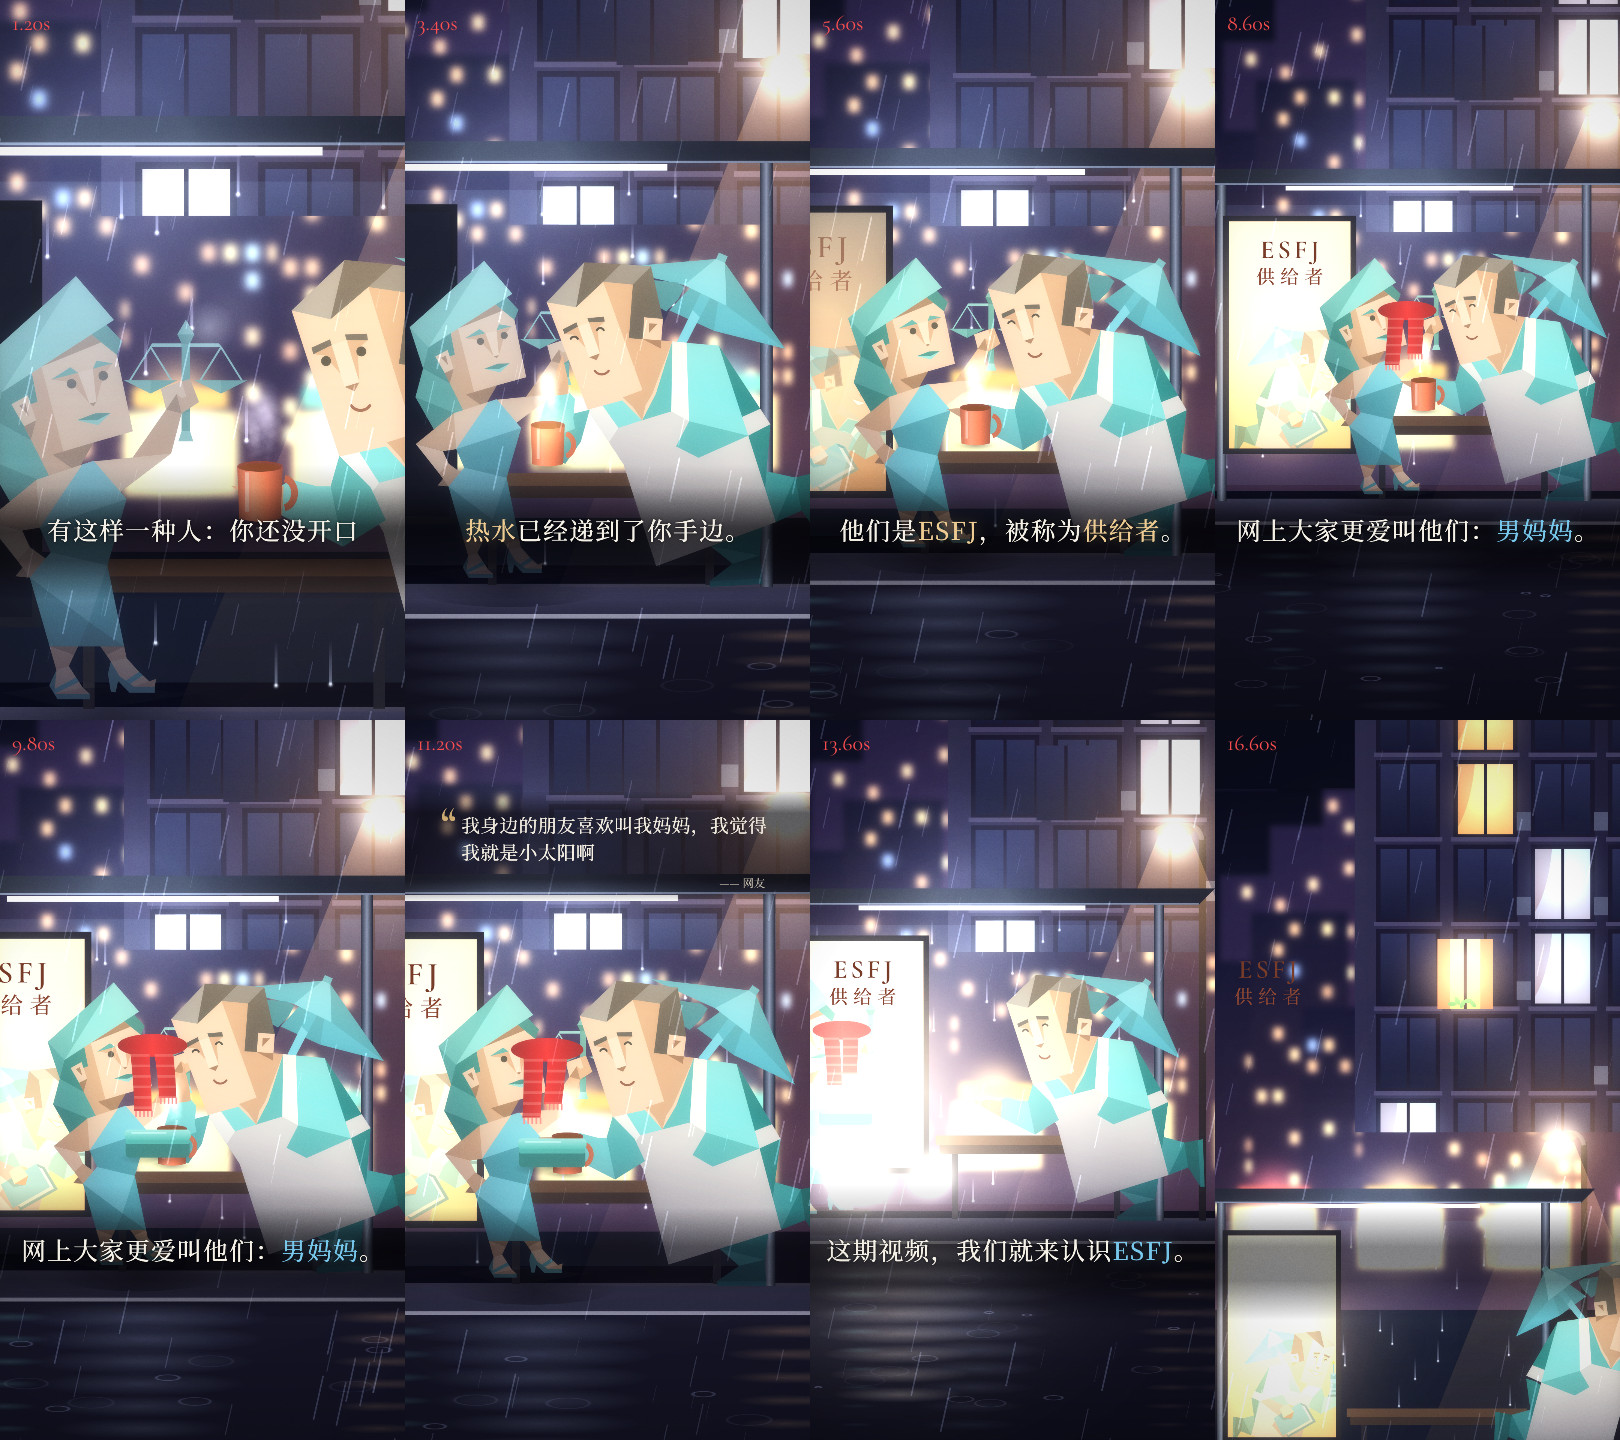 1.20s
有这样一种人：你还没开口
3.40s
热水已经递到了你手边。
5.60s
SFJ
给者
他们是ESFJ，被称为供给者。
8.60s
ESFJ
供给者
网上大家更爱叫他们：男妈妈。
9.80s
SFJ
给者
网上大家更爱叫他们：男妈妈。
11.20s
“我身边的朋友喜欢叫我妈妈，我觉得
我就是小太阳啊
—— 网友
FJ
者
13.60s
ESFJ
供给者
这期视频，我们就来认识ESFJ。
16.60s
ESFJ
供给者